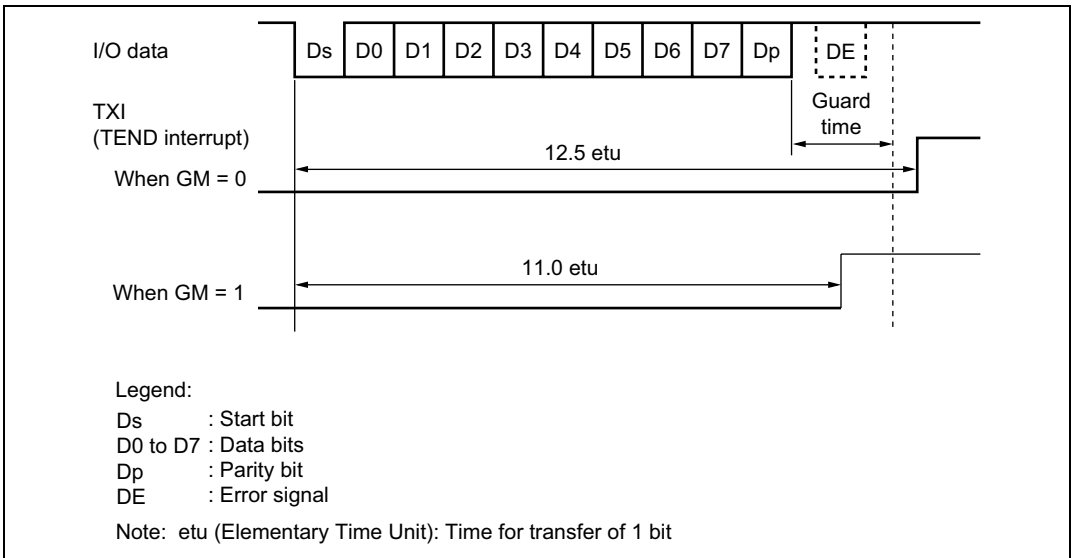 I/O data
Ds D0 D1 D2 D3 D4 D5 D6 D7 Dp DE
Guard
time
TXI
(TEND interrupt)
12.5 etu
When GM = 0
11.0 etu
When GM = 1
Legend:
Ds : Start bit
D0 to D7 : Data bits
Dp : Parity bit
DE : Error signal
Note: etu (Elementary Time Unit): Time for transfer of 1 bit